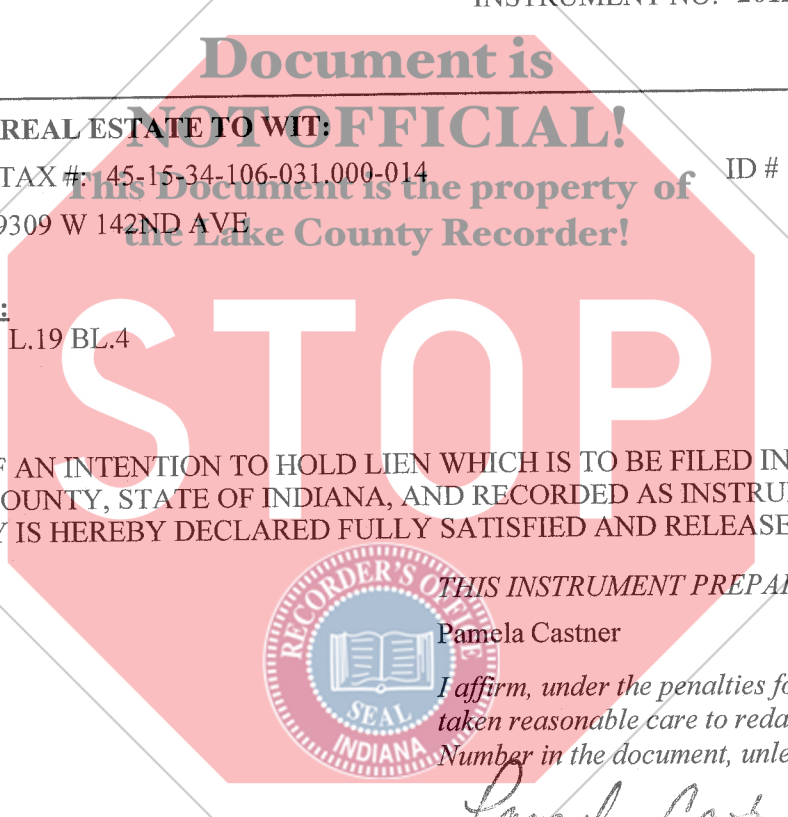 INSTRUMENT NO. 2012
Document is
NOT OFFICIAL!
REAL ESTATE TO WIT:
This Document is the property of
TAX #: 45-15-34-106-031.000-014 ID #
the Lake County Recorder!
9309 W 142ND AVE
:
L.19 BL.4
STOP
F AN INTENTION TO HOLD LIEN WHICH IS TO BE FILED IN
OUNTY, STATE OF INDIANA, AND RECORDED AS INSTRU
Y IS HEREBY DECLARED FULLY SATISFIED AND RELEASE
RECORDER'S OFFICE
SEAL
INDIANA
THIS INSTRUMENT PREPAR
Pamela Castner
I affirm, under the penalties fo
taken reasonable care to reda
Number in the document, unle